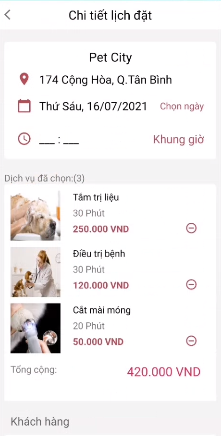 Chi tiết lịch đặt
Pet City
174 Cộng Hòa, Q.Tân Bình
Thứ Sáu, 16/07/2021 Chọn ngày
__ : __ Khung giờ
Dịch vụ đã chọn:(3)
Tắm trị liệu
30 Phút
250.000 VND
Điều trị bệnh
30 Phút
120.000 VND
Cắt mài móng
20 Phút
50.000 VND
Tổng cộng: 420.000 VND
Khách hàng